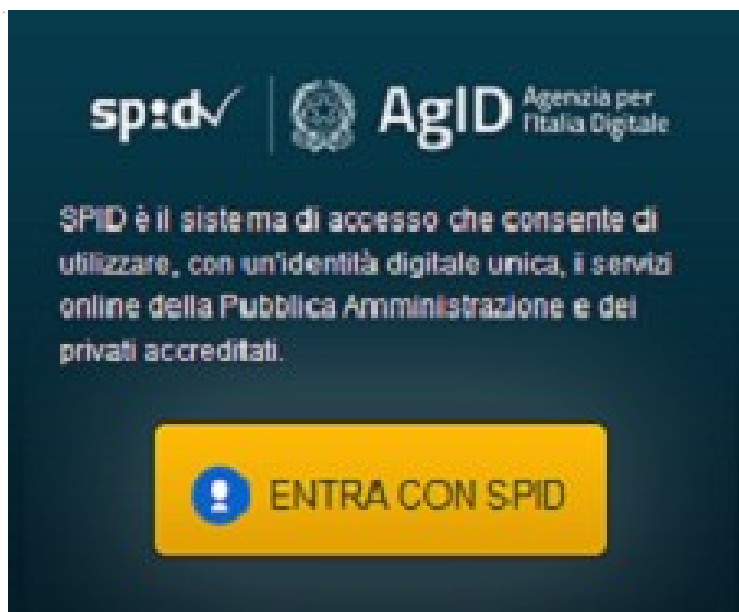 spid AgID Agenzia per
l'Italia Digitale
SPID è il sistema di accesso che consente di
utilizzare, con un'identità digitale unica, i servizi
online della Pubblica Amministrazione e dei
privati accreditati.
ENTRA CON SPID